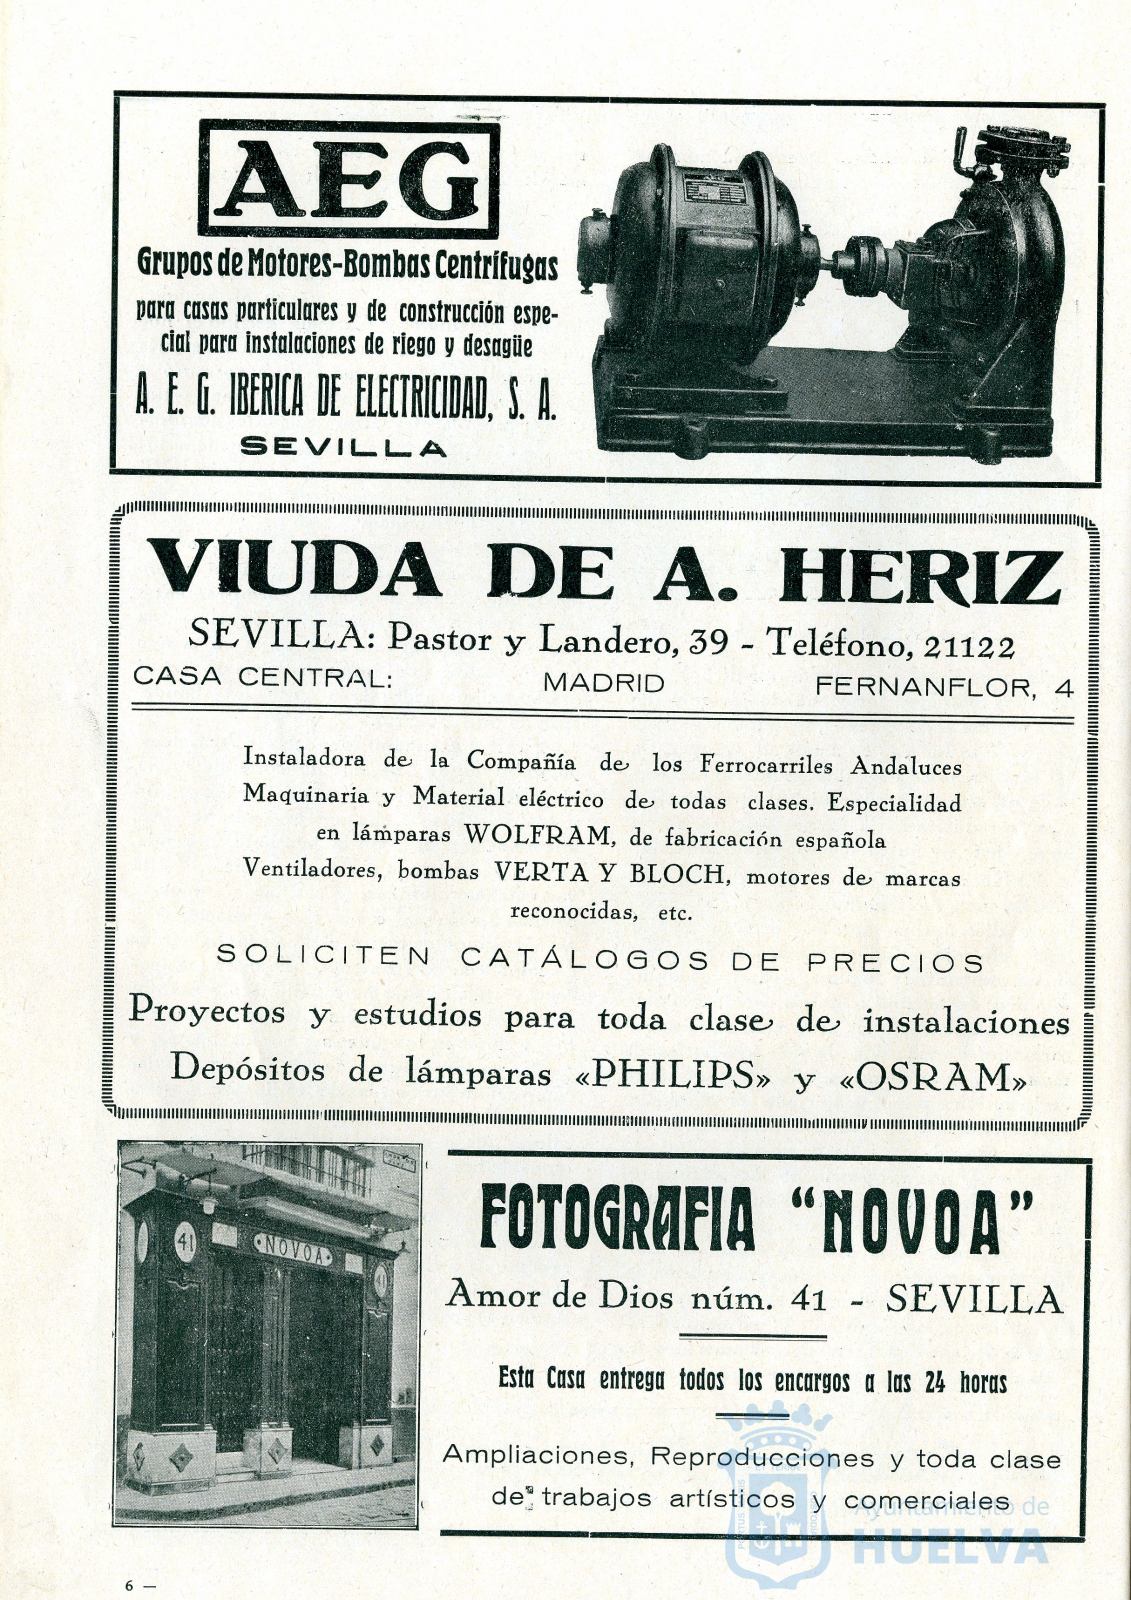 AEG
Grupos de Motores-Bombas Centrífugas
para casas particulares y de construcción espe-
cial para instalaciones de riego y desagüe
A. E. G. IBERICA DE ELECTRICIDAD, S. A.
SEVILLA
VIUDA DE A. HERIZ
SEVILLA: Pastor y Landero, 39 - Teléfono, 21122
CASA CENTRAL: MADRID FERNANFLOR, 4
Instaladora de la Compañía de los Ferrocarriles Andaluces
Maquinaria y Material eléctrico de todas clases. Especialidad
en lámparas WOLFRAM, de fabricación española
Ventiladores, bombas VERTA Y BLOCH, motores de marcas
reconocidas, etc.
SOLICITEN CATÁLOGOS DE PRECIOS
Proyectos y estudios para toda clase de instalaciones
Depósitos de lámparas «PHILIPS» y «OSRAM»
41
NOVOA
41
FOTOGRAFIA "NOVOA"
Amor de Dios núm. 41 - SEVILLA
Esta Casa entrega todos los encargos a las 24 horas
Ampliaciones, Reproducciones y toda clase
de trabajos artísticos y comerciales
Ayuntamiento de
HUELVA
6 —